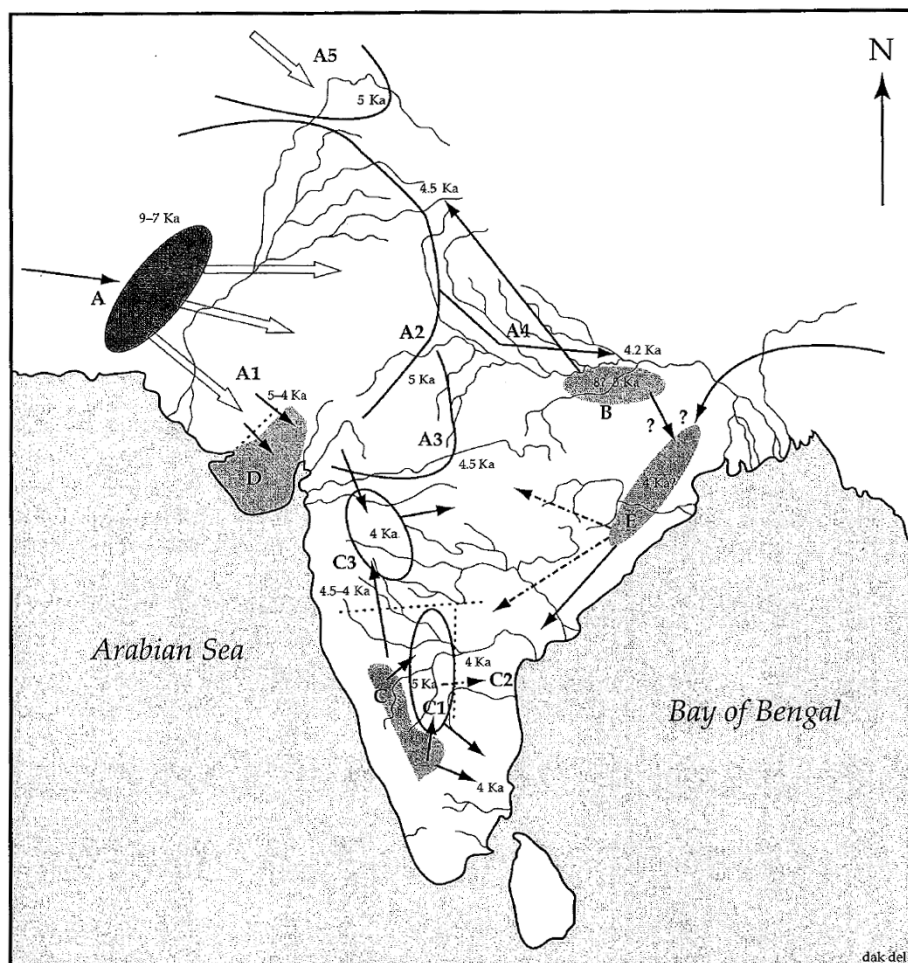 A5
N
5 Ka
4.5 Ka
9–7 Ka
A
A2
A4
4.2 Ka
A1
5 Ka
5–4 Ka
B
?
?
A3
4.5 Ka
D
4 Ka
E
4 Ka
C3
4.5–4 Ka
Arabian Sea
4 Ka
C
5 Ka
C2
C1
Bay of Bengal
4 Ka
dak del